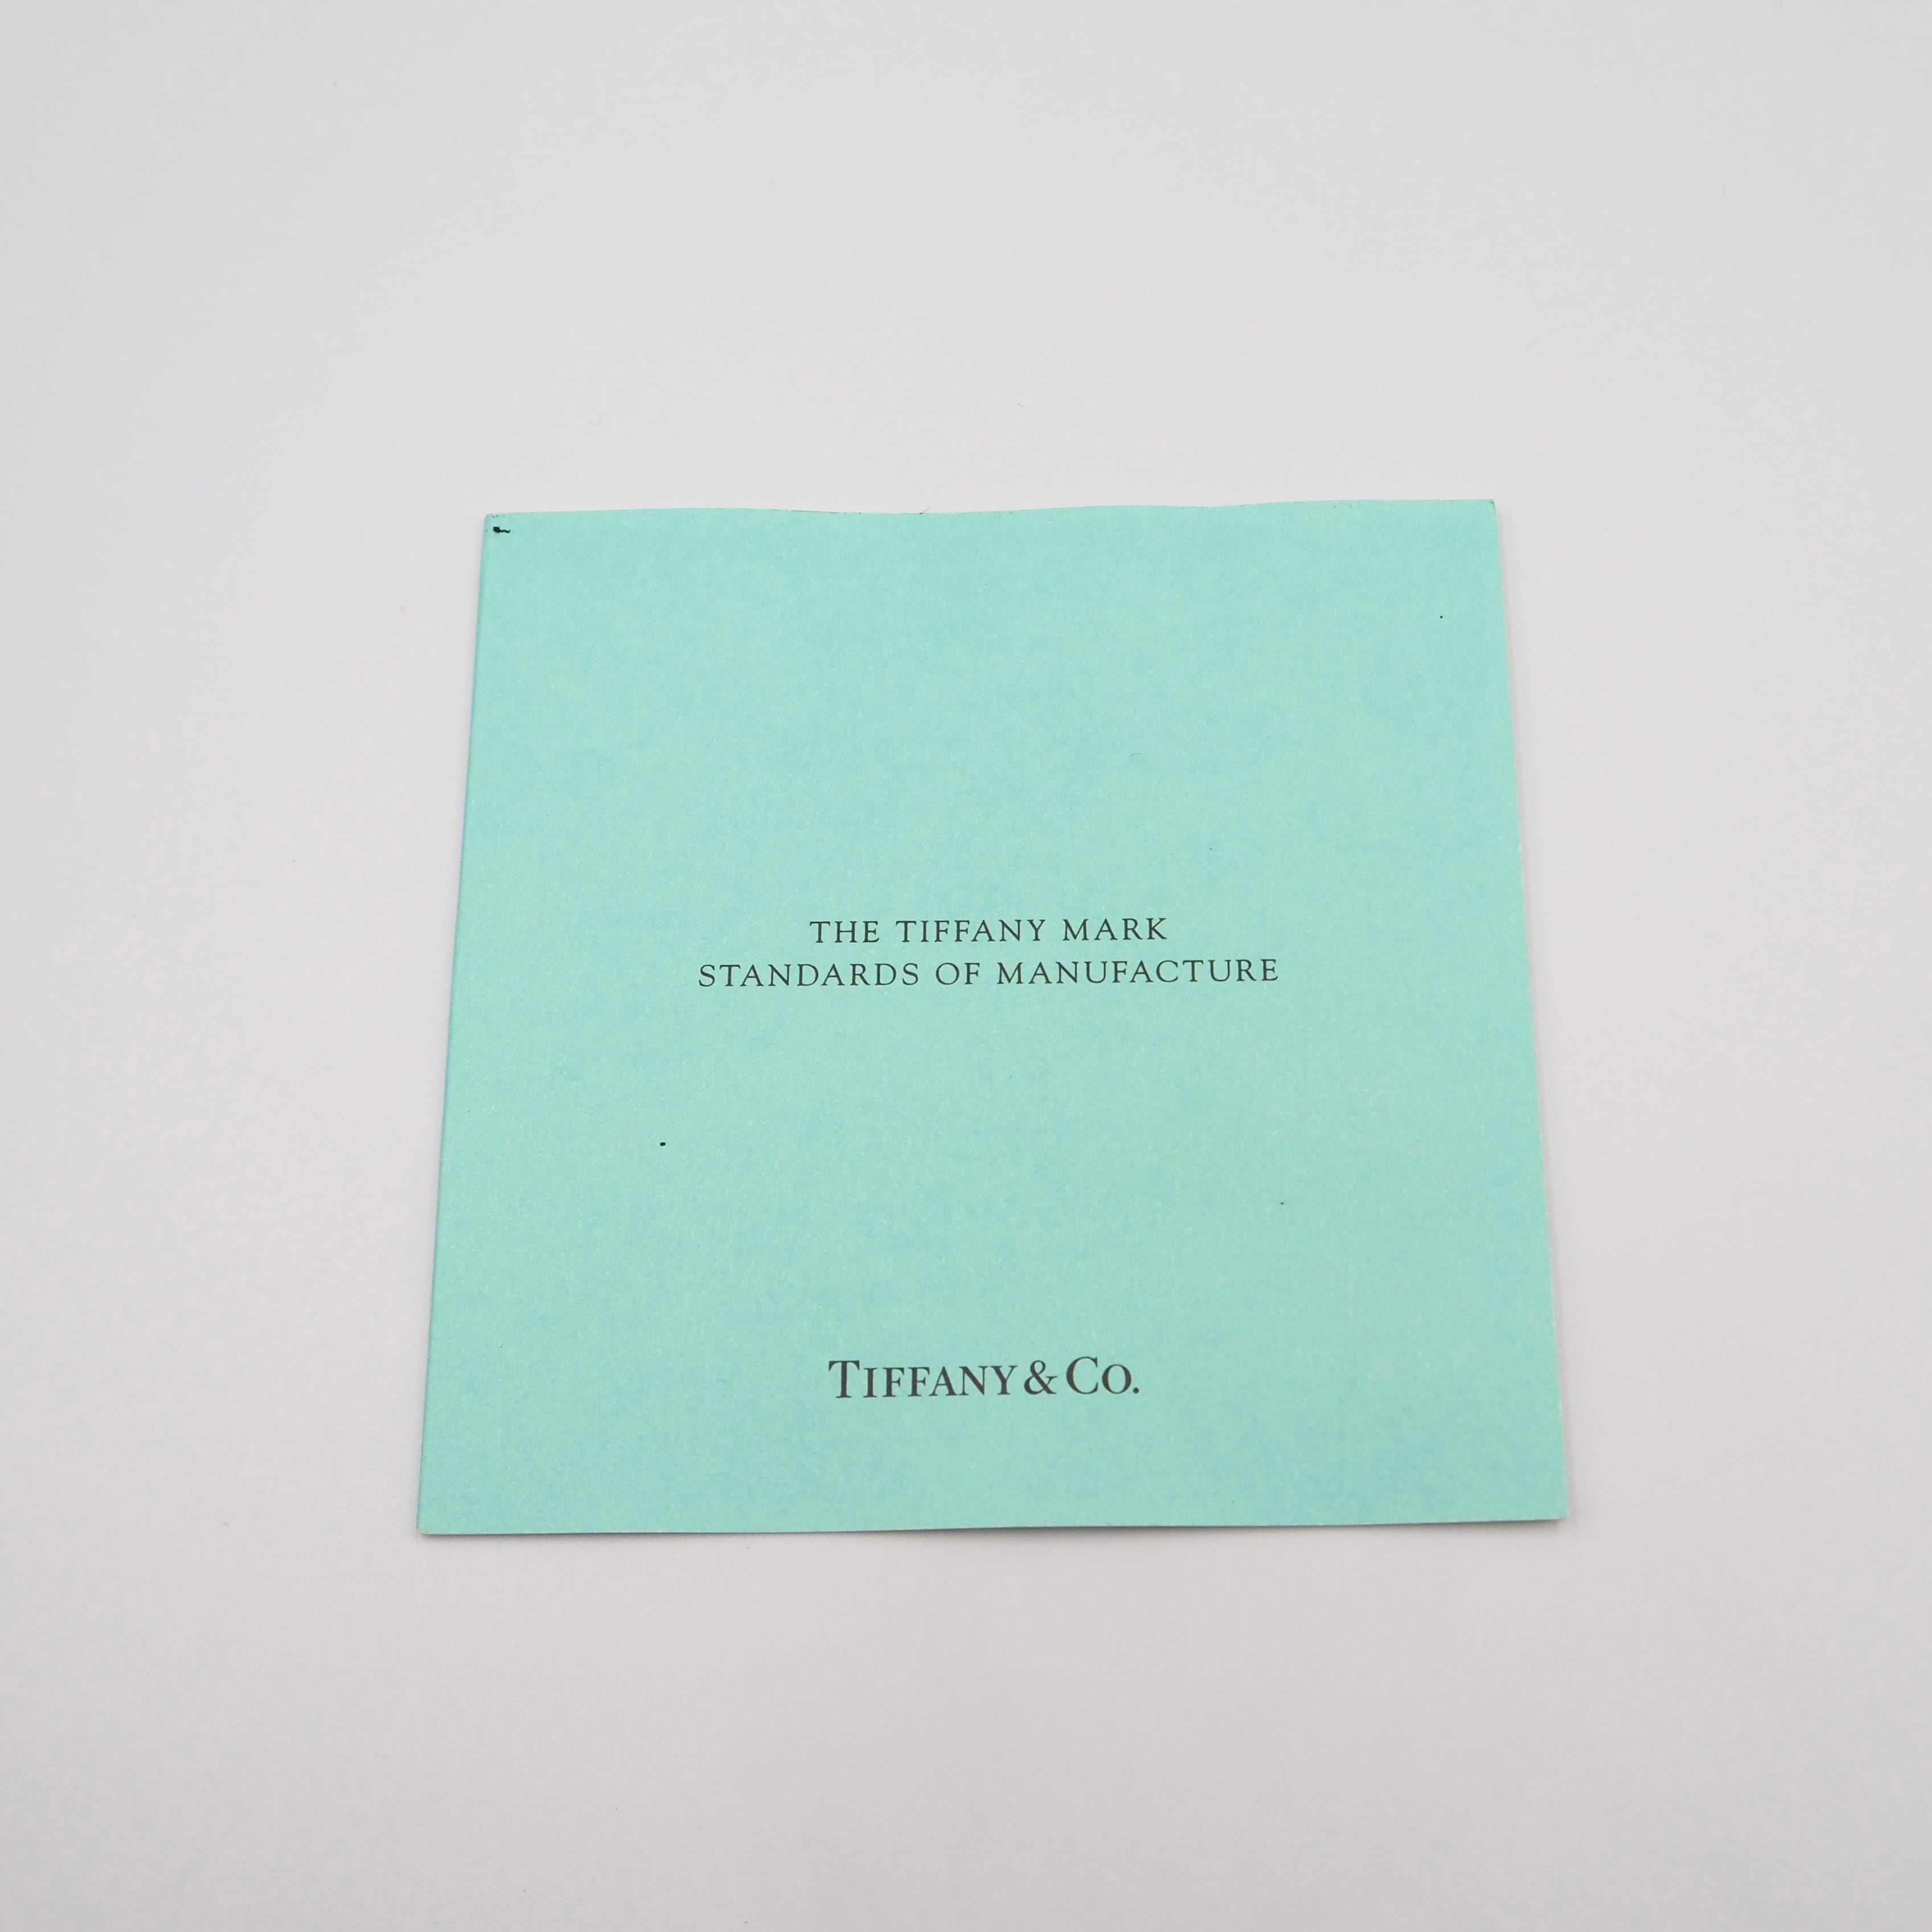 THE TIFFANY MARK
STANDARDS OF MANUFACTURE
TIFFANY & CO.